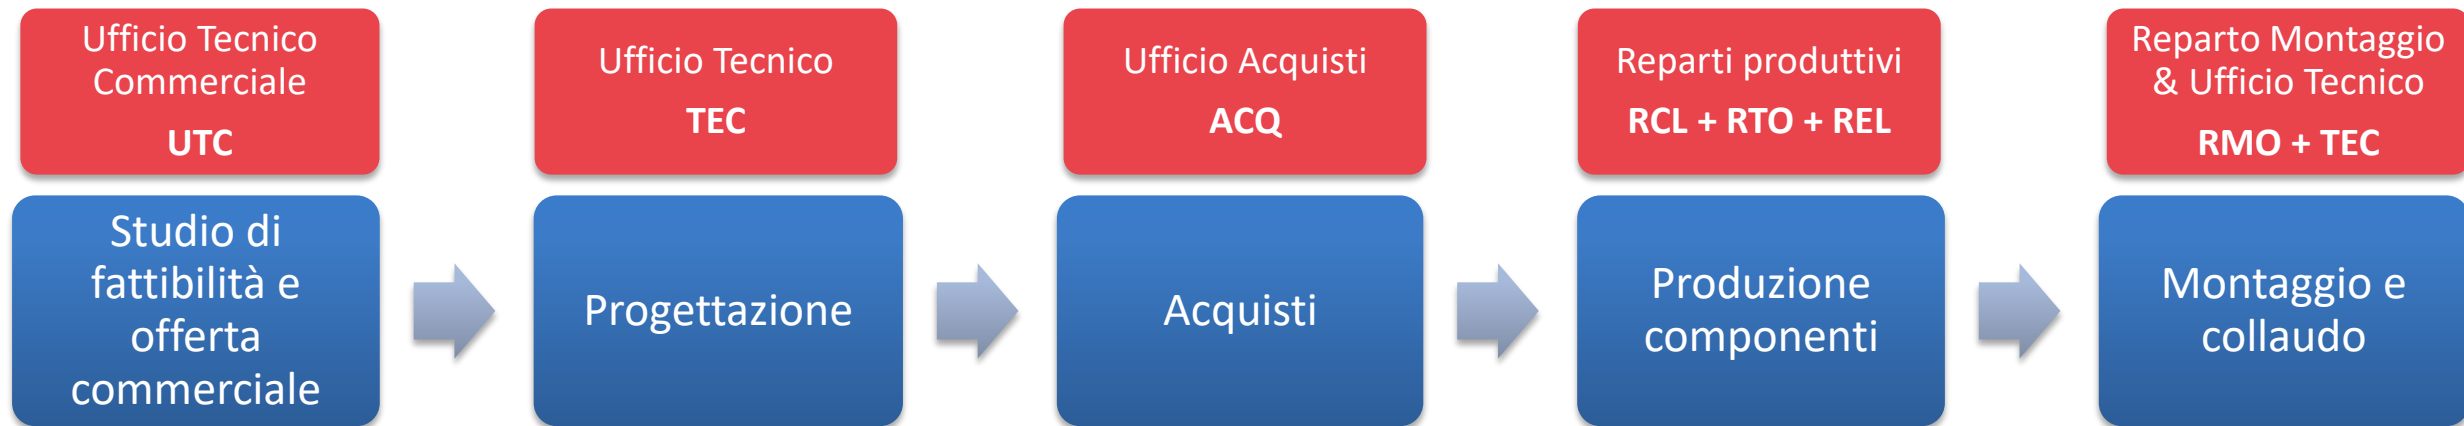 Ufficio Tecnico
Commerciale
UTC
Studio di
fattibilità e
offerta
commerciale
Ufficio Tecnico
TEC
Progettazione
Ufficio Acquisti
ACQ
Acquisti
Reparti produttivi
RCL + RTO + REL
Produzione
componenti
Reparto Montaggio
& Ufficio Tecnico
RMO + TEC
Montaggio e
collaudo